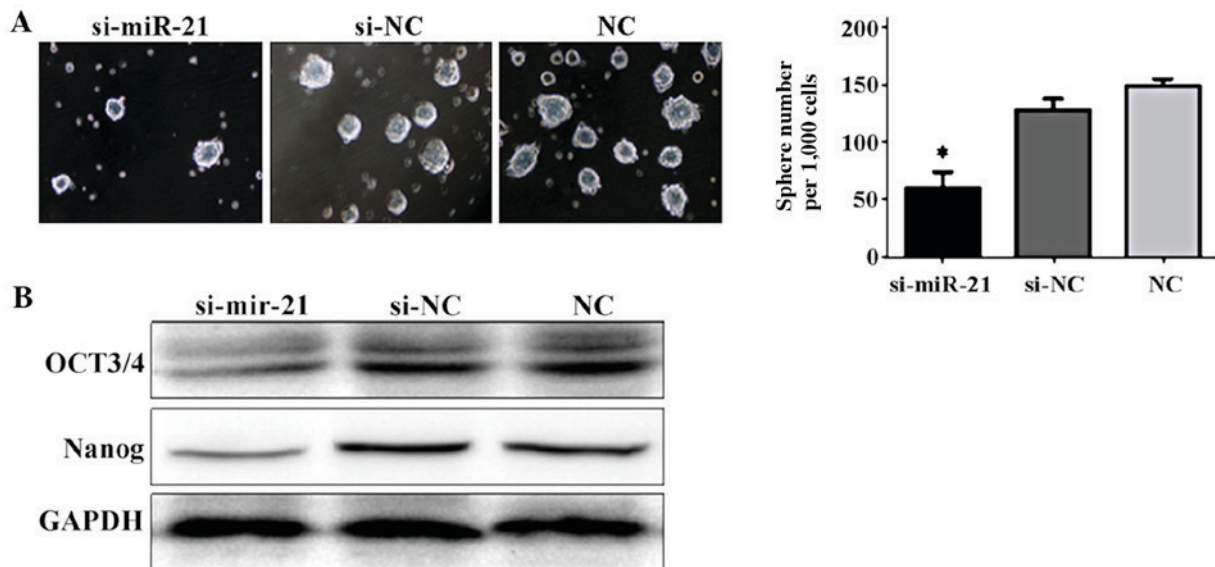 A
si-miR-21 si-NC NC
Sphere number
per 1,000 cells
200
150
100
50
0
*
si-miR-21 si-NC NC
B
si-mir-21 si-NC NC
OCT3/4
Nanog
GAPDH